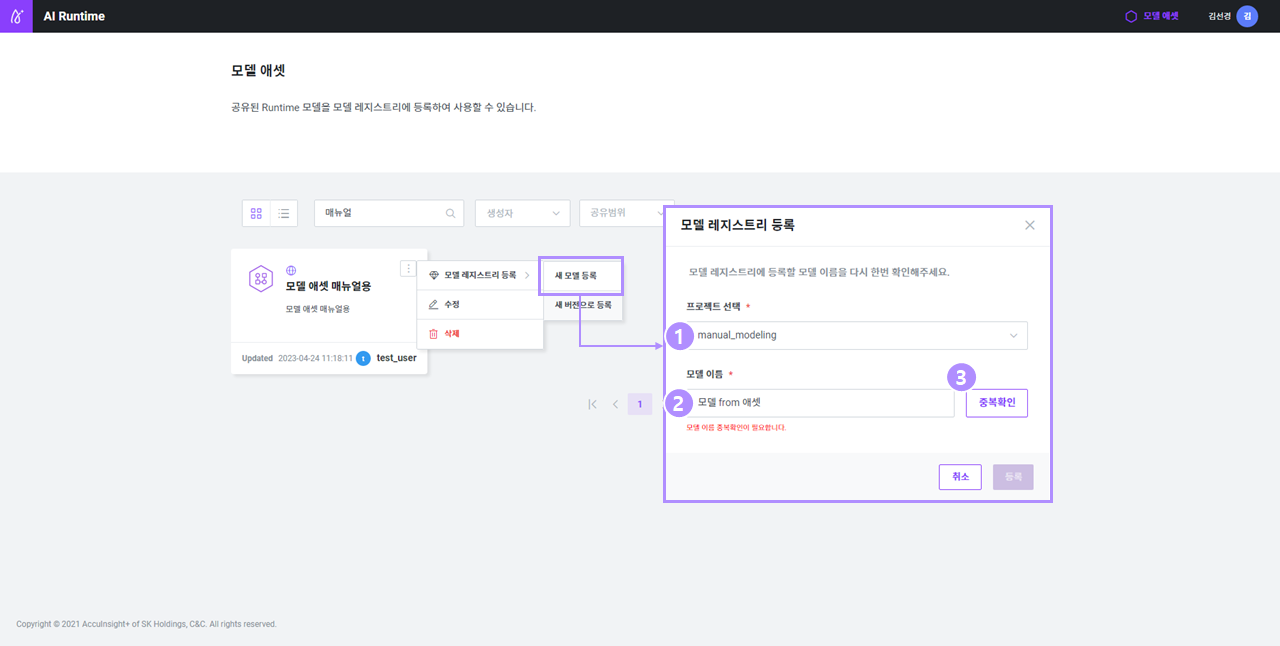 AI Runtime
모델 애셋
김선경
김
모델 애셋
공유된 Runtime 모델을 모델 레지스트리에 등록하여 사용할 수 있습니다.
매뉴얼
생성자
공유범위
모델 애셋 매뉴얼용
모델 애셋 매뉴얼용
Updated 2023-04-24 11:18:11 t test_user
모델 레지스트리 등록
수정
삭제
새 모델 등록
새 버전으로 등록
1
모델 레지스트리 등록
모델 레지스트리에 등록할 모델 이름을 다시 한번 확인해주세요.
프로젝트 선택 *
1
manual_modeling
모델 이름 *
3
2
모델 from 애셋
중복확인
모델 이름 중복확인이 필요합니다.
취소
등록
Copyright © 2021 AccuInsight+ of SK Holdings, C&C. All rights reserved.